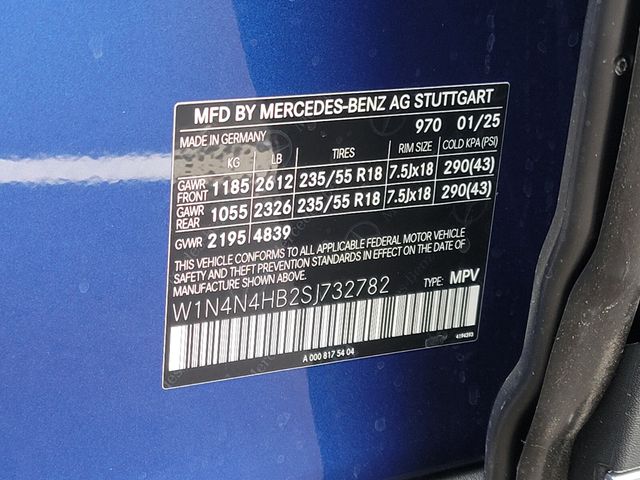 MFD BY MERCEDES-BENZ AG STUTTGART
970 01/25
MADE IN GERMANY
KG LB TIRES RIM SIZE COLD KPA(PSI)
GAWR FRONT 1185 2612 235/55 R18 7.5Jx18 290(43)
GAWR REAR 1055 2326 235/55 R18 7.5Jx18 290(43)
GVWR 2195 4839
THIS VEHICLE CONFORMS TO ALL APPLICABLE FEDERAL MOTOR VEHICLE
SAFETY AND THEFT PREVENTION STANDARDS IN EFFECT ON THE
DATE OF MANUFACTURE SHOWN ABOVE.
W1N4N4HB2SJ732782 TYPE: MPV
A 000 817 54 04